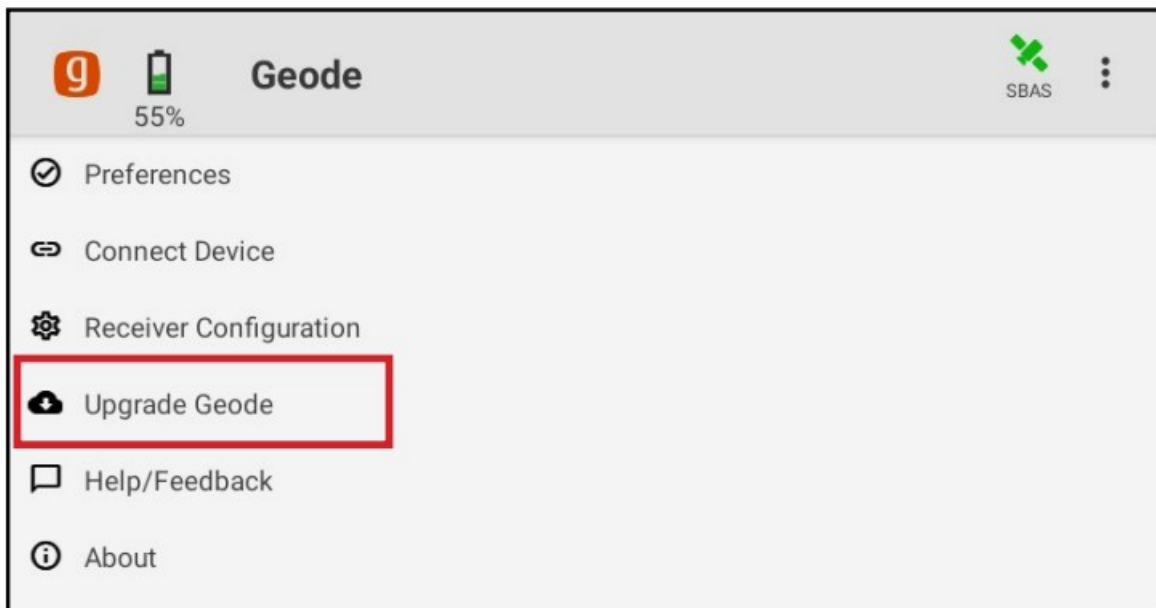 g
Geode
55%
SBAS
Preferences
Connect Device
Receiver Configuration
Upgrade Geode
Help/Feedback
About